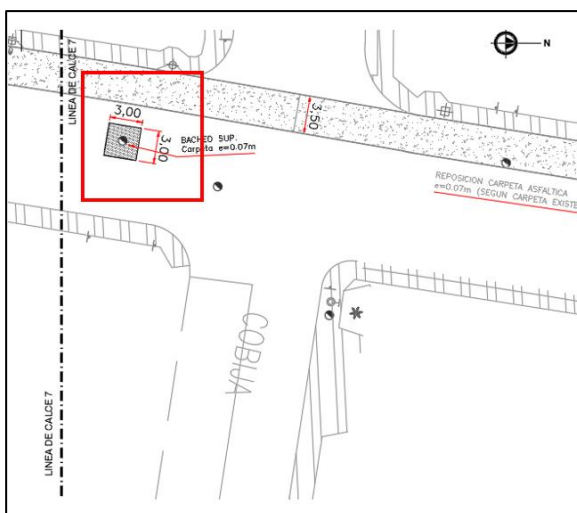 N
LINEA DE CALCE 7
3,00
3,00
BACHEO SUP.
Carpeta e=0.07m
3,50
REPOSICION CARPETA ASFALTICA
e=0.07m (SEGUN CARPETA EXISTE
COBIJA
LINEA DE CALCE 7